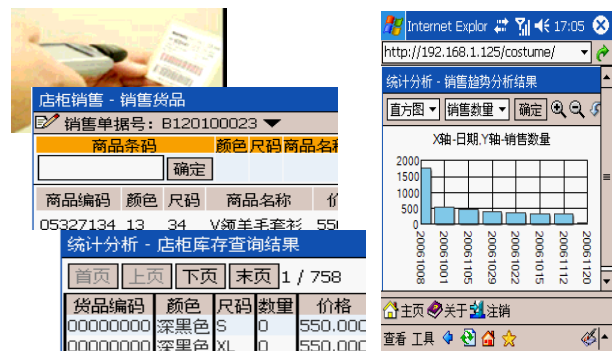 店柜销售 - 销售货品
销售单据号: B120100023
商品条码 颜色 尺码 商品名称
确定
商品编码 颜色 尺码 商品名称
05327134 13 34 V领羊毛套衫 550
统计分析 - 店柜库存查询结果
首页 上页 下页 末页 1 / 758
货品编码 颜色 尺码 数量 价格
00000000 深黑色 S 0 550.000
00000000 深黑色 XL 0 550.000
Internet Explor 17:05
http://192.168.1.125/costume/
统计分析 - 销售趋势分析结果
直方图 销售数量 确定
X轴-日期,Y轴-销售数量
2000
1500
1000
500
0
20061008
20061001
20061105
20061029
20061022
20061015
20061112
20061120
主页 关于 注销
查看 工具